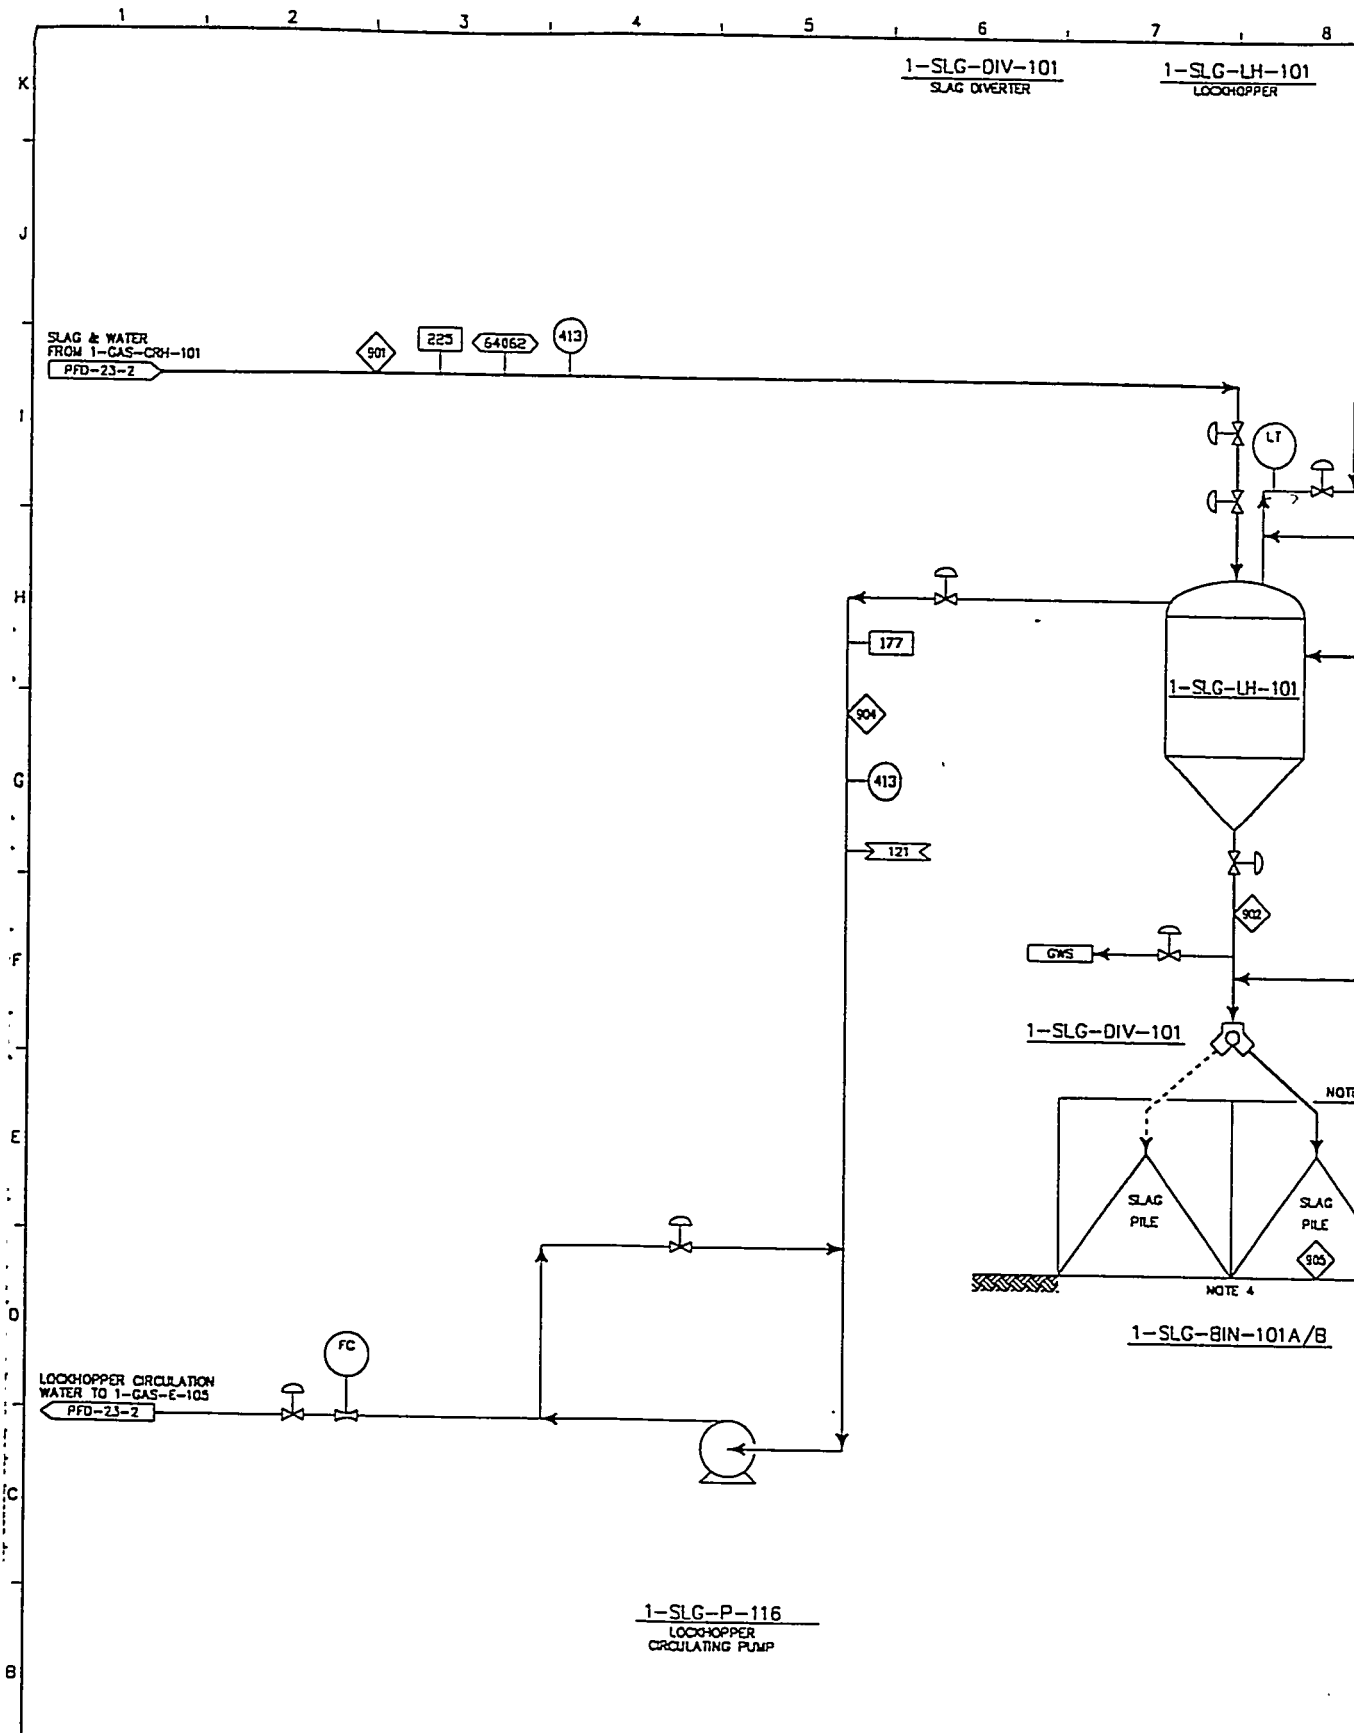 1 2 3 4 5 6 7 8
K
1-SLG-DIV-101
SLAG DIVERTER
1-SLG-LH-101
LOCKHOPPER
J
SLAG & WATER
FROM 1-GAS-CRH-101
PFD-23-2
901
225
64062
413
I
LT
H
177
1-SLG-LH-101
904
G
413
121
902
F
GWS
1-SLG-DIV-101
NOTE
E
SLAG
PILE
SLAG
PILE
905
D
NOTE 4
1-SLG-BIN-101A/B
FC
LOCKHOPPER CIRCULATION
WATER TO 1-GAS-E-105
PFD-23-2
C
1-SLG-P-116
LOCKHOPPER
CIRCULATING PUMP
B